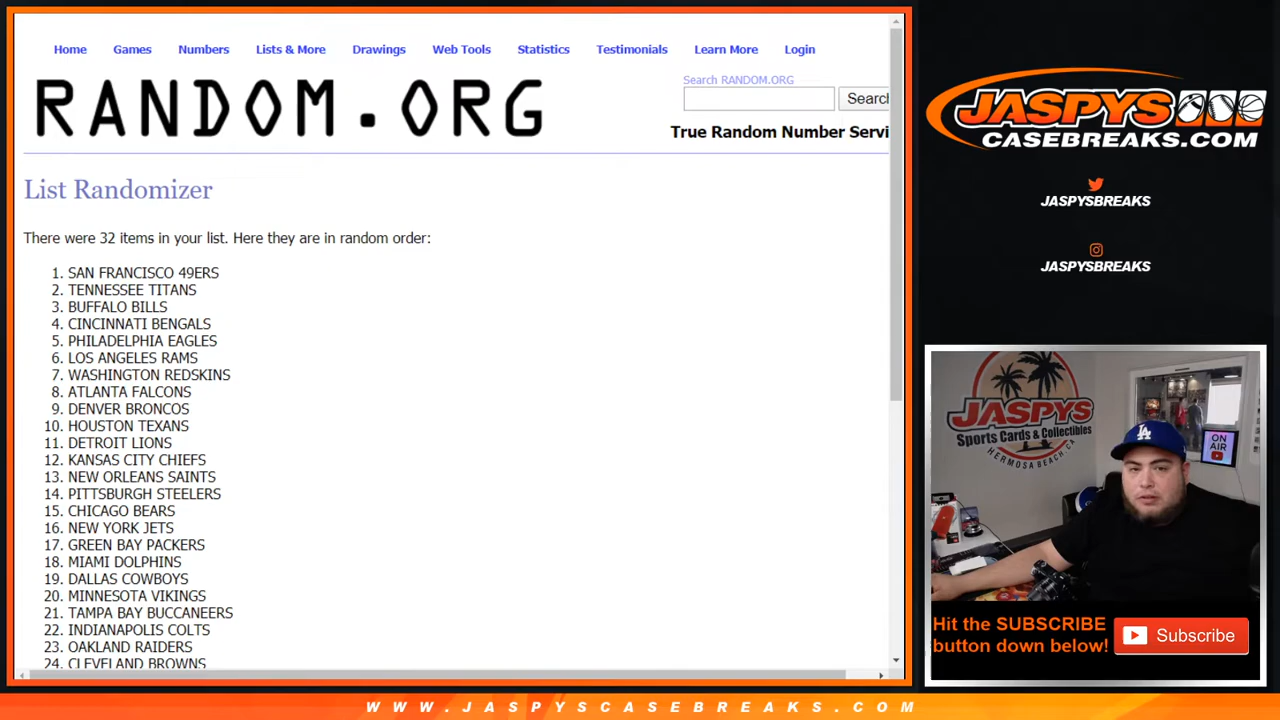 Home Games Numbers Lists & More Drawings Web Tools Statistics Testimonials Learn More Login
RANDOM.ORG
Search RANDOM.ORG
Search
True Random Number Servi
List Randomizer
There were 32 items in your list. Here they are in random order:
1. SAN FRANCISCO 49ERS
2. TENNESSEE TITANS
3. BUFFALO BILLS
4. CINCINNATI BENGALS
5. PHILADELPHIA EAGLES
6. LOS ANGELES RAMS
7. WASHINGTON REDSKINS
8. ATLANTA FALCONS
9. DENVER BRONCOS
10. HOUSTON TEXANS
11. DETROIT LIONS
12. KANSAS CITY CHIEFS
13. NEW ORLEANS SAINTS
14. PITTSBURGH STEELERS
15. CHICAGO BEARS
16. NEW YORK JETS
17. GREEN BAY PACKERS
18. MIAMI DOLPHINS
19. DALLAS COWBOYS
20. MINNESOTA VIKINGS
21. TAMPA BAY BUCCANEERS
22. INDIANAPOLIS COLTS
23. OAKLAND RAIDERS
24. CLEVELAND BROWNS
JASPYS
CASEBREAKS.COM
JASPYSBREAKS
JASPYSBREAKS
JASPYS
Sports Cards & Collectibles
HERMOSA BEACH, CA
LA
ON
AIR
Hit the SUBSCRIBE
button down below!
Subscribe
WWW.JASPYSCASEBREAKS.COM